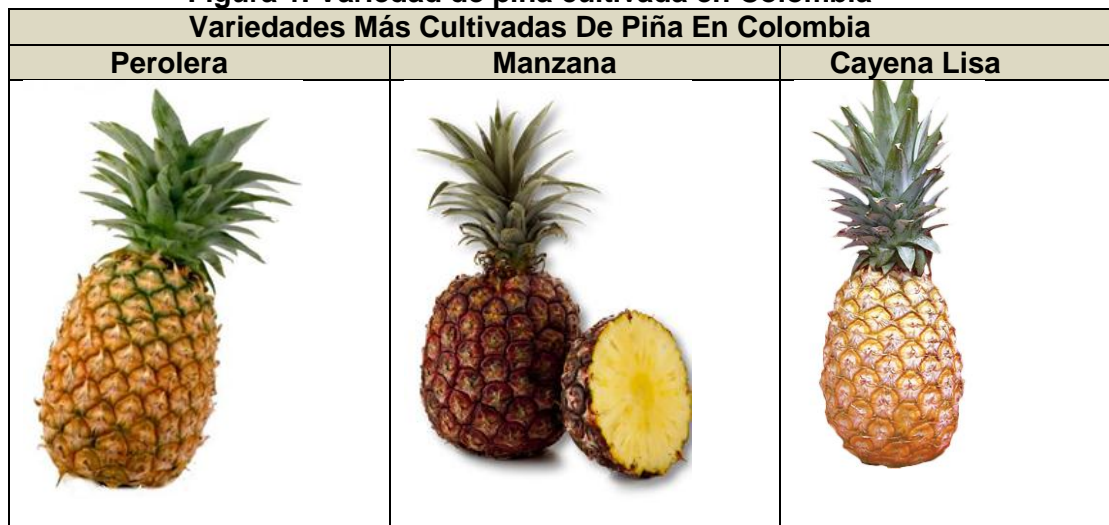 Figura 1. Variedad de piña cultivada en Colombia
Variedades Más Cultivadas De Piña En Colombia
Perolera
Manzana
Cayena Lisa